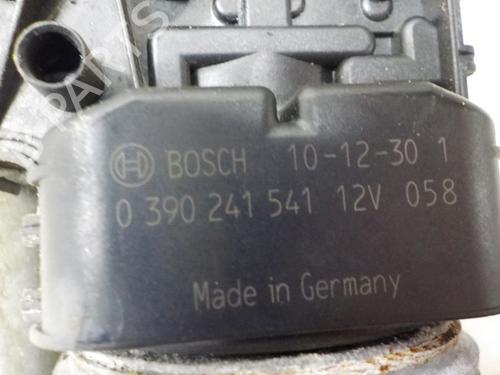 BOSCH 10-12-30 1
0 390 241 541 12V 058
Made in Germany